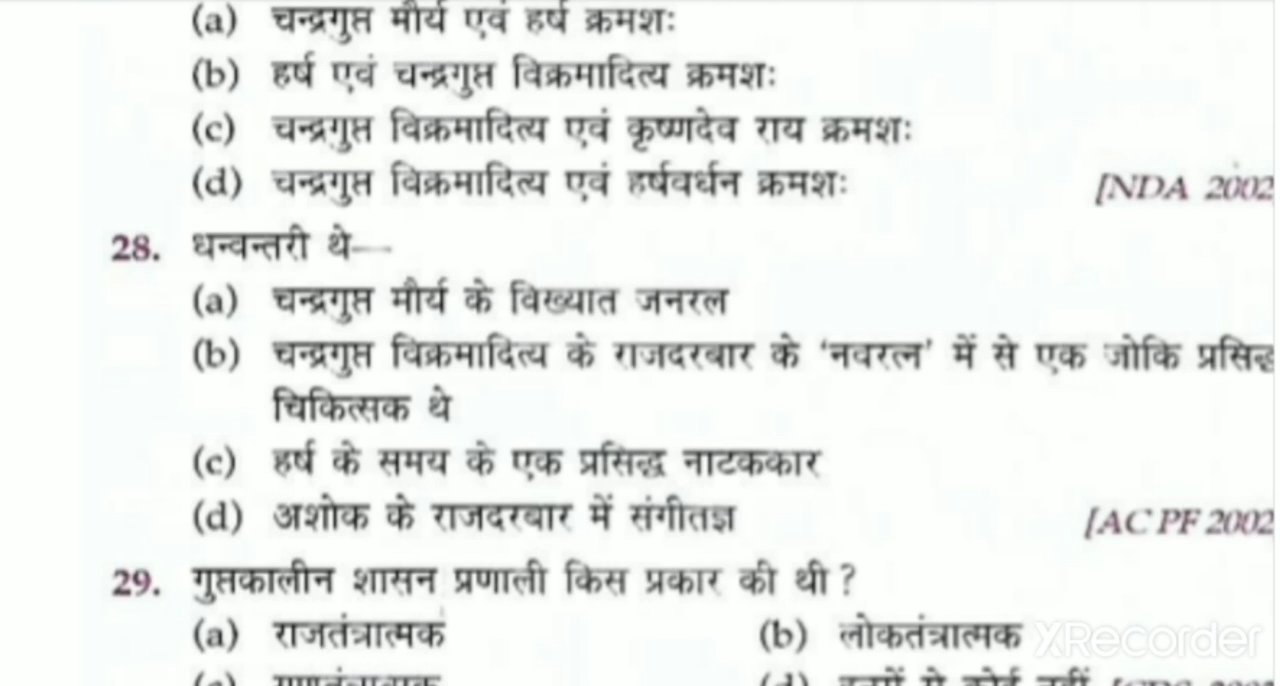 (a) चन्द्रगुप्त मौर्य एवं हर्ष क्रमशः
(b) हर्ष एवं चन्द्रगुप्त विक्रमादित्य क्रमशः
(c) चन्द्रगुप्त विक्रमादित्य एवं कृष्णदेव राय क्रमशः
(d) चन्द्रगुप्त विक्रमादित्य एवं हर्षवर्धन क्रमशः [NDA 2002
28. धन्वन्तरी थे—
(a) चन्द्रगुप्त मौर्य के विख्यात जनरल
(b) चन्द्रगुप्त विक्रमादित्य के राजदरबार के 'नवरत्न' में से एक जोकि प्रसिद्ध
चिकित्सक थे
(c) हर्ष के समय के एक प्रसिद्ध नाटककार
(d) अशोक के राजदरबार में संगीतज्ञ [AC PF 2002
29. गुप्तकालीन शासन प्रणाली किस प्रकार की थी ?
(a) राजतंत्रात्मक (b) लोकतंत्रात्मक XRecorder